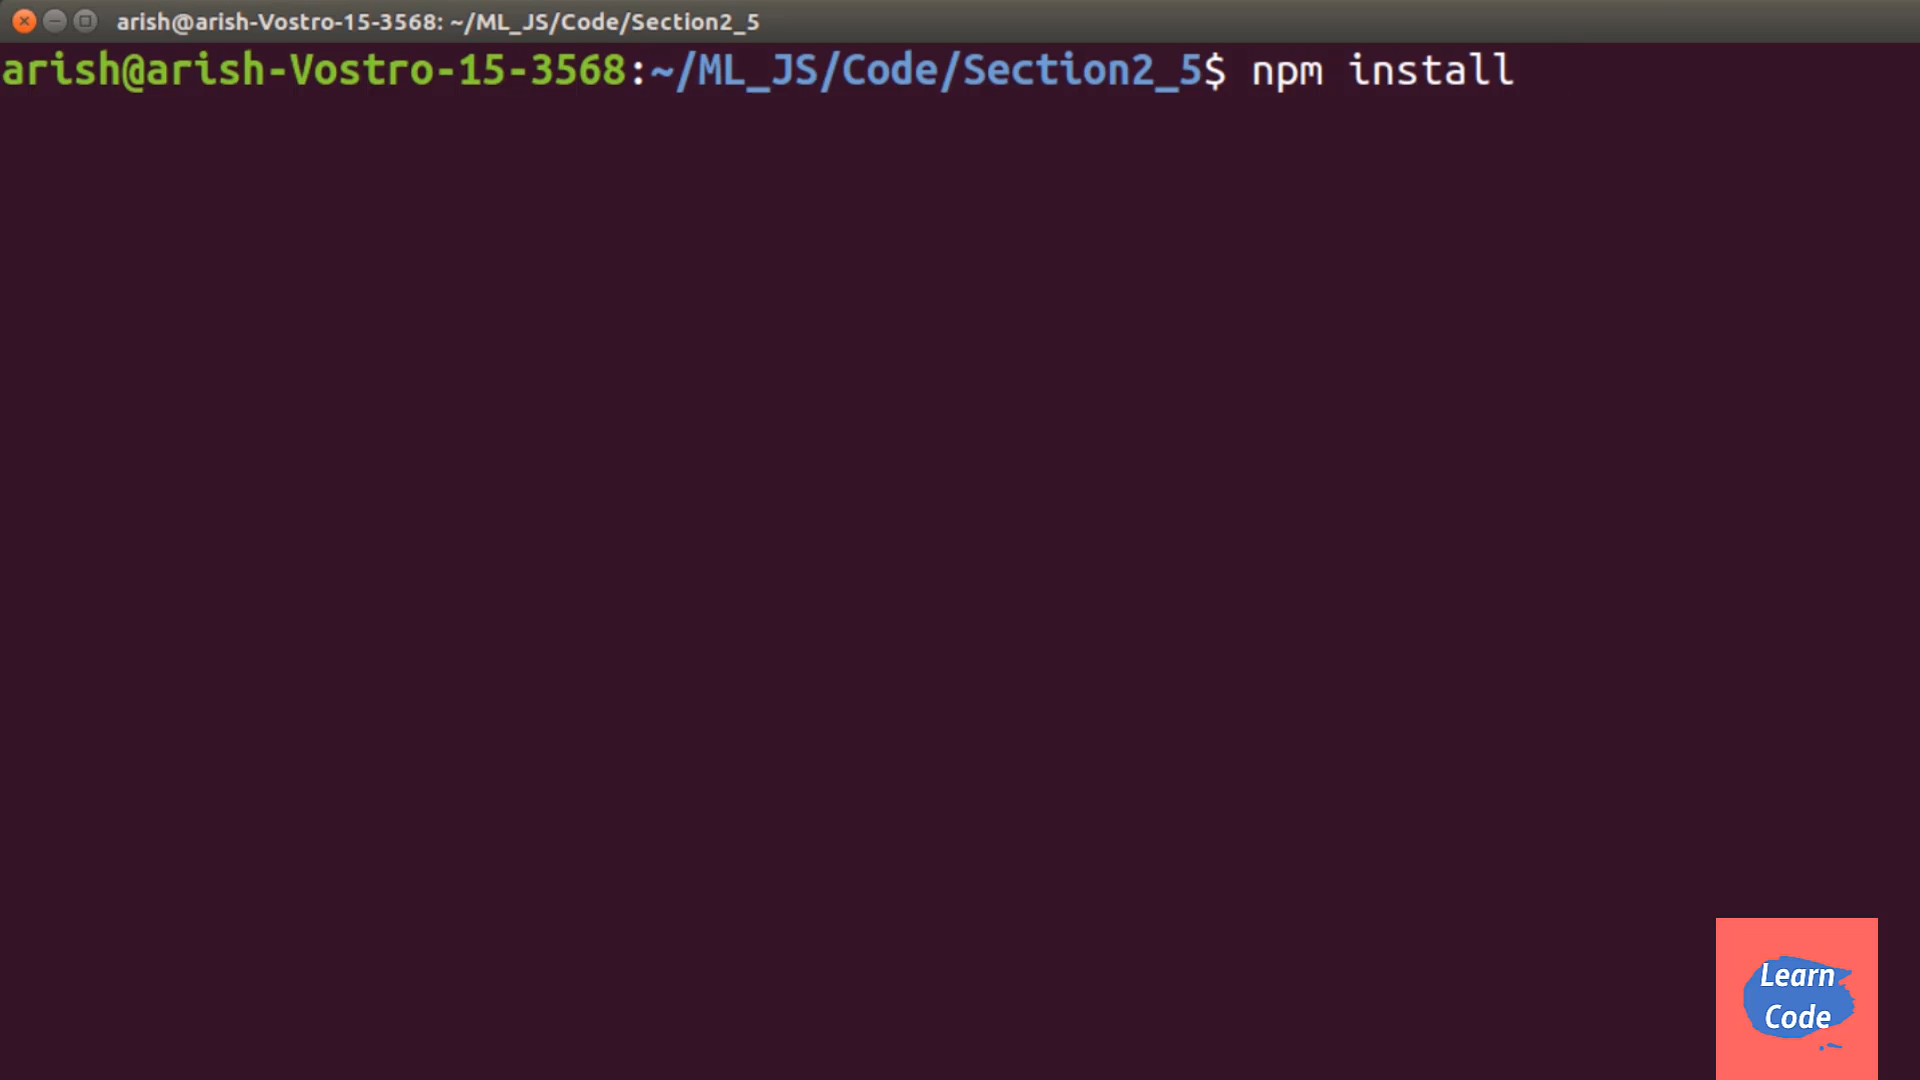 arish@arish-Vostro-15-3568: ~/ML_JS/Code/Section2_5
arish@arish-Vostro-15-3568:~/ML_JS/Code/Section2_5$ npm install
Learn
Code